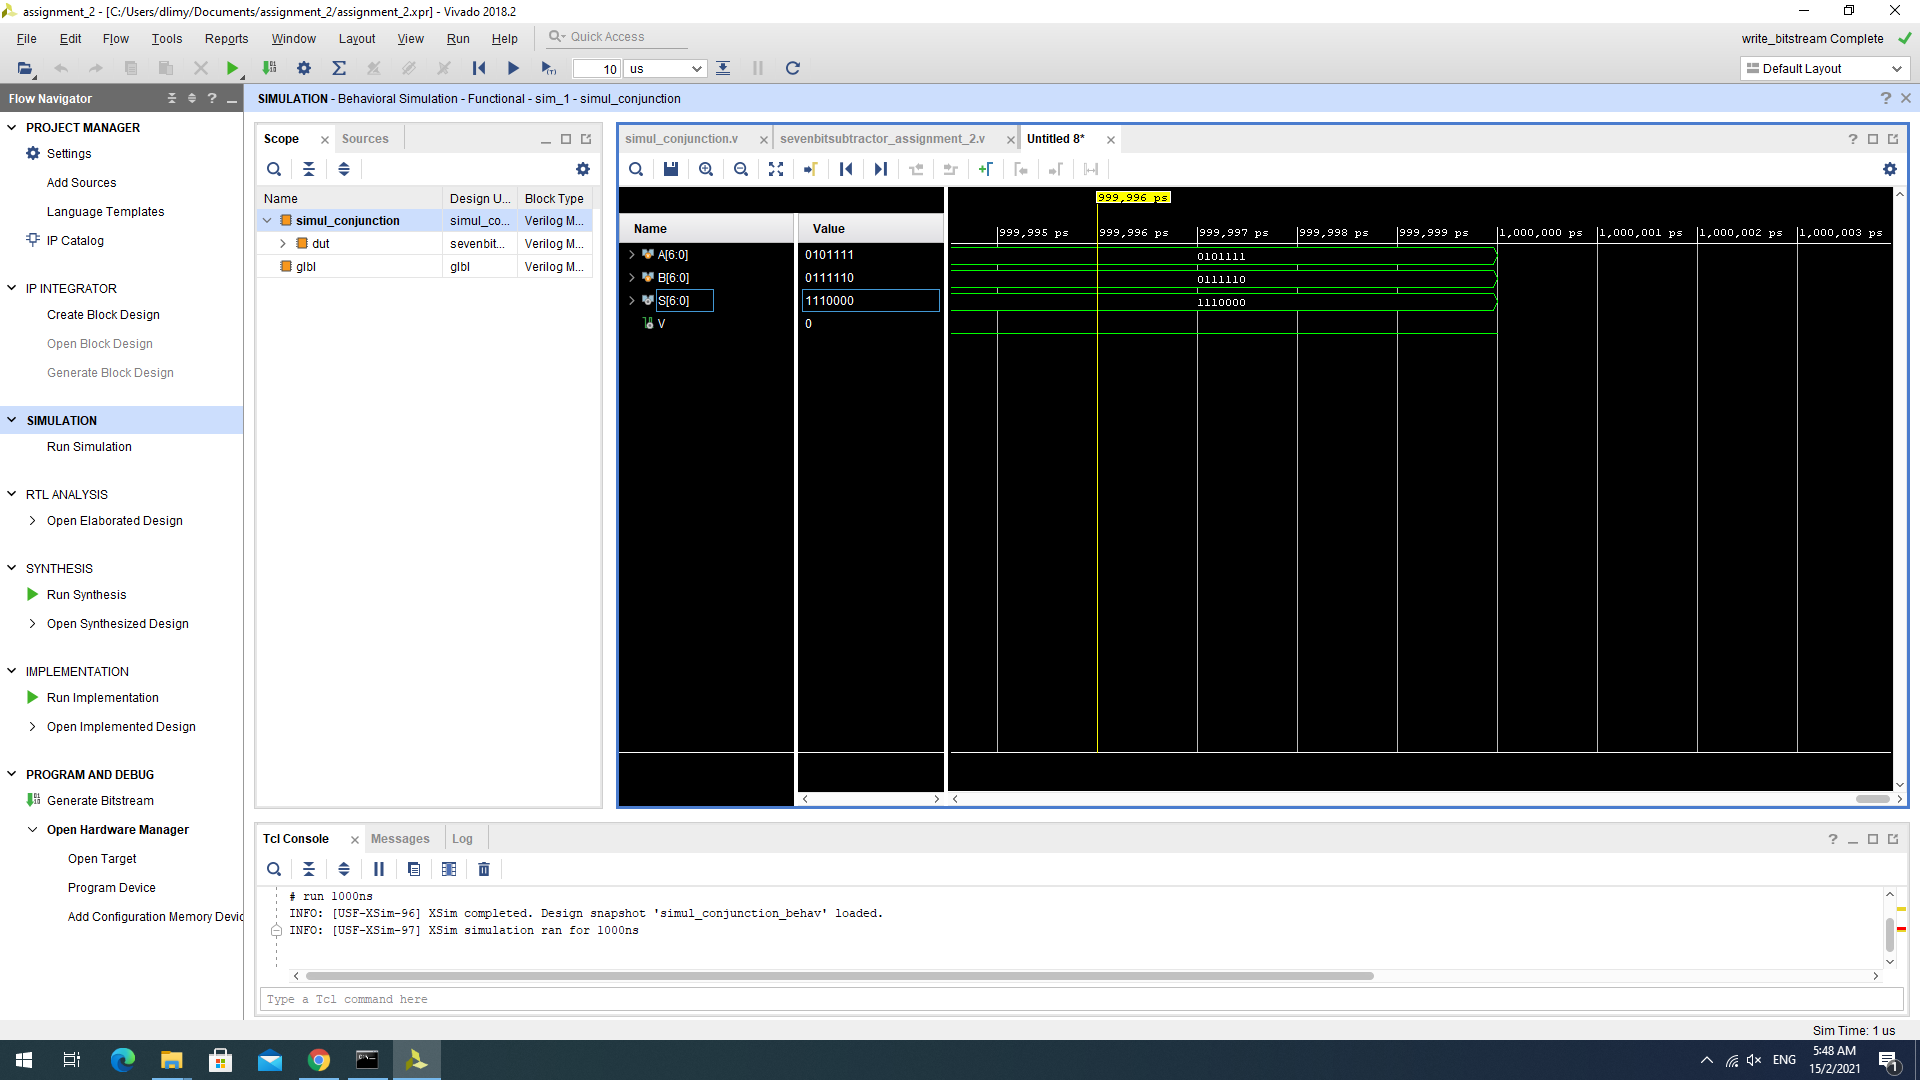 assignment_2 - [C:/Users/dlimy/Documents/assignment_2/assignment_2.xpr] - Vivado 2018.2
File Edit Flow Tools Reports Window Layout View Run Help Quick Access
write_bitstream Complete
10 us
Default Layout
Flow Navigator
SIMULATION - Behavioral Simulation - Functional - sim_1 - simul_conjunction
PROJECT MANAGER
Settings
Add Sources
Language Templates
IP Catalog
IP INTEGRATOR
Create Block Design
Open Block Design
Generate Block Design
SIMULATION
Run Simulation
RTL ANALYSIS
Open Elaborated Design
SYNTHESIS
Run Synthesis
Open Synthesized Design
IMPLEMENTATION
Run Implementation
Open Implemented Design
PROGRAM AND DEBUG
Generate Bitstream
Open Hardware Manager
Open Target
Program Device
Add Configuration Memory Devic
Scope Sources
Name Design U... Block Type
simul_conjunction simul_co... Verilog M...
dut sevenbit... Verilog M...
glbl glbl Verilog M...
simul_conjunction.v sevenbitsubtractor_assignment_2.v Untitled 8*
999,996 ps
Name Value
999,995 ps 999,996 ps 999,997 ps 999,998 ps 999,999 ps 1,000,000 ps 1,000,001 ps 1,000,002 ps 1,000,003 ps
A[6:0] 0101111 0101111
B[6:0] 0111110 0111110
S[6:0] 1110000 1110000
V 0
Tcl Console Messages Log
# run 1000ns
INFO: [USF-XSim-96] XSim completed. Design snapshot 'simul_conjunction_behav' loaded.
INFO: [USF-XSim-97] XSim simulation ran for 1000ns
Type a Tcl command here
Sim Time: 1 us
ENG
5:48 AM
15/2/2021
1